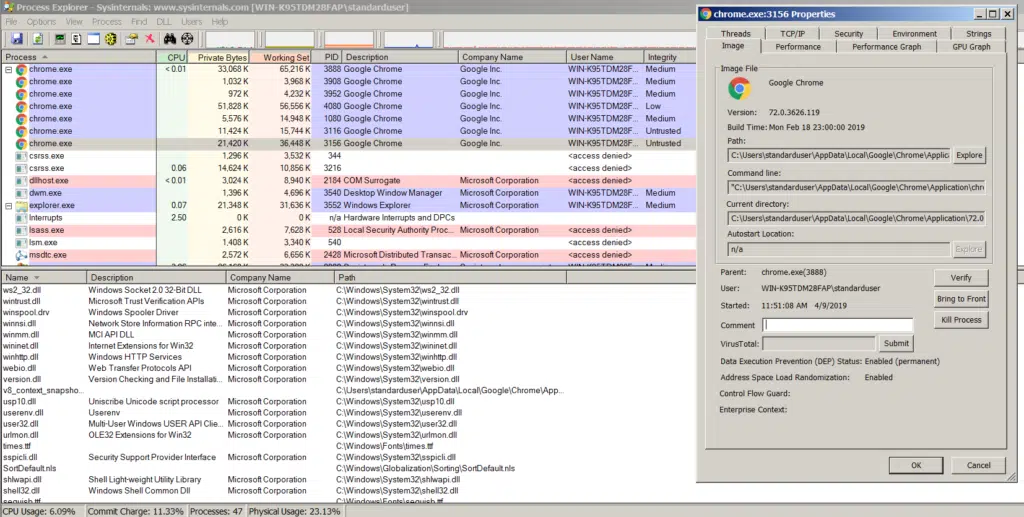 Process Explorer - Sysinternals: www.sysinternals.com [WIN-K95TDM28FAP\standarduser]
File Options View Process Find DLL Users Help
Process CPU Private Bytes Working Set PID Description Company Name User Name Integrity
chrome.exe < 0.01 33,068 K 65,216 K 3888 Google Chrome Google Inc. WIN-K95TDM28F... Medium
chrome.exe 1,032 K 3,968 K 3908 Google Chrome Google Inc. WIN-K95TDM28F... Medium
chrome.exe 972 K 4,232 K 3952 Google Chrome Google Inc. WIN-K95TDM28F... Medium
chrome.exe 51,828 K 56,556 K 4080 Google Chrome Google Inc. WIN-K95TDM28F... Low
chrome.exe 5,576 K 14,948 K 1080 Google Chrome Google Inc. WIN-K95TDM28F... Medium
chrome.exe 11,424 K 15,744 K 3116 Google Chrome Google Inc. WIN-K95TDM28F... Untrusted
chrome.exe 21,420 K 36,448 K 3156 Google Chrome Google Inc. WIN-K95TDM28F... Untrusted
csrss.exe 1,296 K 3,532 K 344 <access denied>
csrss.exe 0.06 14,624 K 10,856 K 3216 <access denied>
dllhost.exe < 0.01 3,024 K 8,940 K 2184 COM Surrogate Microsoft Corporation <access denied>
dwm.exe 1,396 K 4,696 K 3540 Desktop Window Manager Microsoft Corporation WIN-K95TDM28F... Medium
explorer.exe 0.07 21,348 K 31,636 K 3552 Windows Explorer Microsoft Corporation WIN-K95TDM28F... Medium
Interrupts 2.50 0 K 0 K n/a Hardware Interrupts and DPCs
lsass.exe 2,616 K 7,628 K 528 Local Security Authority Proc... Microsoft Corporation <access denied>
lsm.exe 1,408 K 3,340 K 540 <access denied>
msdtc.exe 2,572 K 6,656 K 2428 Microsoft Distributed Transac... Microsoft Corporation <access denied>
Name Description Company Name Path
ws2_32.dll Windows Socket 2.0 32-Bit DLL Microsoft Corporation C:\Windows\System32\ws2_32.dll
wintrust.dll Microsoft Trust Verification APIs Microsoft Corporation C:\Windows\System32\wintrust.dll
winspool.drv Windows Spooler Driver Microsoft Corporation C:\Windows\System32\winspool.drv
winnsi.dll Network Store Information RPC inte... Microsoft Corporation C:\Windows\System32\winnsi.dll
winmm.dll MCI API DLL Microsoft Corporation C:\Windows\System32\winmm.dll
wininet.dll Internet Extensions for Win32 Microsoft Corporation C:\Windows\System32\wininet.dll
winhttp.dll Windows HTTP Services Microsoft Corporation C:\Windows\System32\winhttp.dll
webio.dll Web Transfer Protocols API Microsoft Corporation C:\Windows\System32\webio.dll
version.dll Version Checking and File Installati... Microsoft Corporation C:\Windows\System32\version.dll
v8_context_snapsho... C:\Users\standarduser\AppData\Local\Google\Chrome\App...
usp10.dll Uniscribe Unicode script processor Microsoft Corporation C:\Windows\System32\usp10.dll
userenv.dll Userenv Microsoft Corporation C:\Windows\System32\userenv.dll
user32.dll Multi-User Windows USER API Clie... Microsoft Corporation C:\Windows\System32\user32.dll
urlmon.dll OLE32 Extensions for Win32 Microsoft Corporation C:\Windows\System32\urlmon.dll
times.ttf C:\Windows\Fonts\times.ttf
sspicli.dll Security Support Provider Interface Microsoft Corporation C:\Windows\System32\sspicli.dll
SortDefault.nls C:\Windows\Globalization\Sorting\SortDefault.nls
shlwapi.dll Shell Light-weight Utility Library Microsoft Corporation C:\Windows\System32\shlwapi.dll
shell32.dll Windows Shell Common Dll Microsoft Corporation C:\Windows\System32\shell32.dll
CPU Usage: 6.09% Commit Charge: 11.33% Processes: 47 Physical Usage: 23.13%
chrome.exe:3156 Properties
Threads TCP/IP Security Environment Strings
Image Performance Performance Graph GPU Graph
Image File
Google Chrome
Version: 72.0.3626.119
Build Time: Mon Feb 18 23:00:00 2019
Path:
C:\Users\standarduser\AppData\Local\Google\Chrome\Applic Explore
Command line:
"C:\Users\standarduser\AppData\Local\Google\Chrome\Application\chr
Current directory:
C:\Users\standarduser\AppData\Local\Google\Chrome\Application\72.0
Autostart Location:
n/a Explore
Parent: chrome.exe(3888) Verify
User: WIN-K95TDM28FAP\standarduser
Bring to Front
Started: 11:51:08 AM 4/9/2019
Comment Kill Process
VirusTotal: Submit
Data Execution Prevention (DEP) Status: Enabled (permanent)
Address Space Load Randomization: Enabled
Control Flow Guard:
Enterprise Context:
OK Cancel